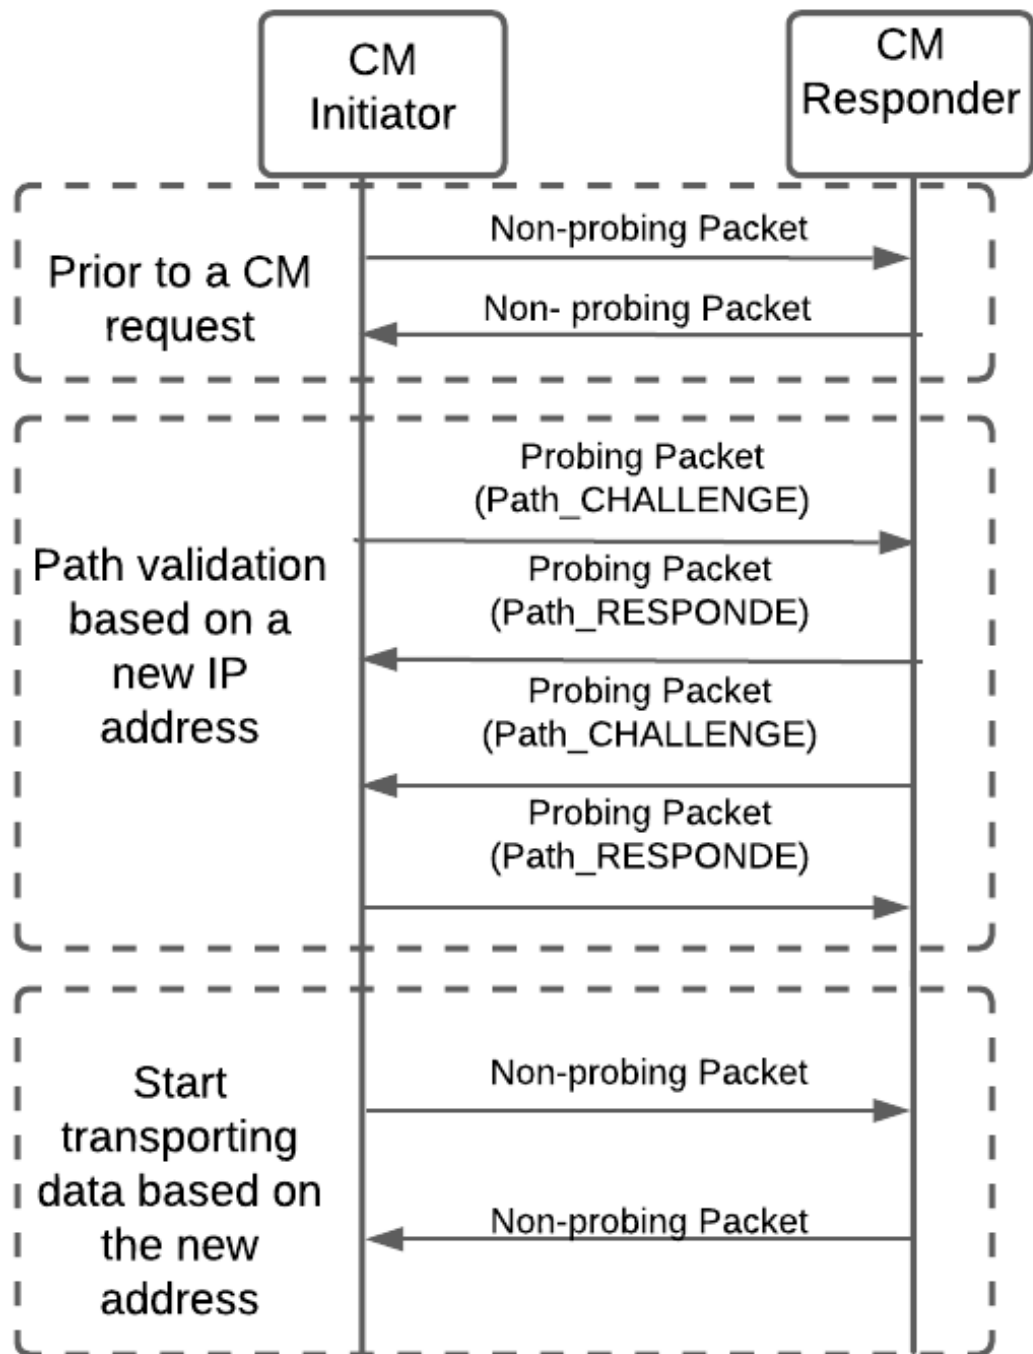 CM
Initiator
CM
Responder
Prior to a CM
request
Non-probing Packet
Non- probing Packet
Path validation
based on a
new IP
address
Probing Packet
(Path_CHALLENGE)
Probing Packet
(Path_RESPONDE)
Probing Packet
(Path_CHALLENGE)
Probing Packet
(Path_RESPONDE)
Start
transporting
data based on
the new
address
Non-probing Packet
Non-probing Packet